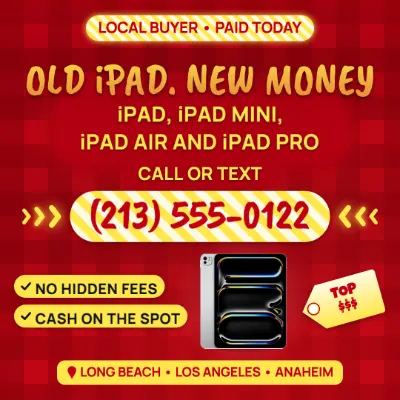 LOCAL BUYER • PAID TODAY
OLD iPAD. NEW MONEY
iPAD, iPAD MINI,
iPAD AIR AND iPAD PRO
CALL OR TEXT
(213) 555-0122
NO HIDDEN FEES
CASH ON THE SPOT
TOP
$$$
LONG BEACH • LOS ANGELES • ANAHEIM